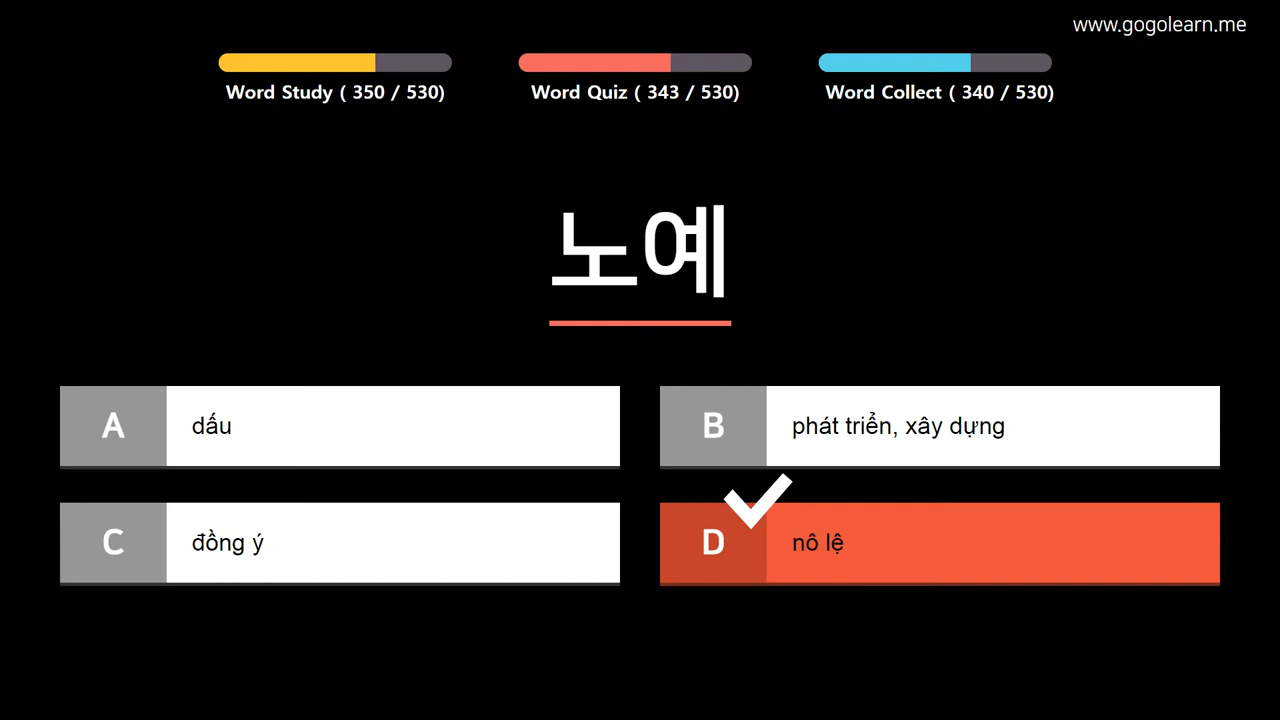 www.gogolearn.me
Word Study ( 350 / 530)
Word Quiz ( 343 / 530)
Word Collect ( 340 / 530)
노예
A dấu
B phát triển, xây dựng
C đồng ý
D nô lệ